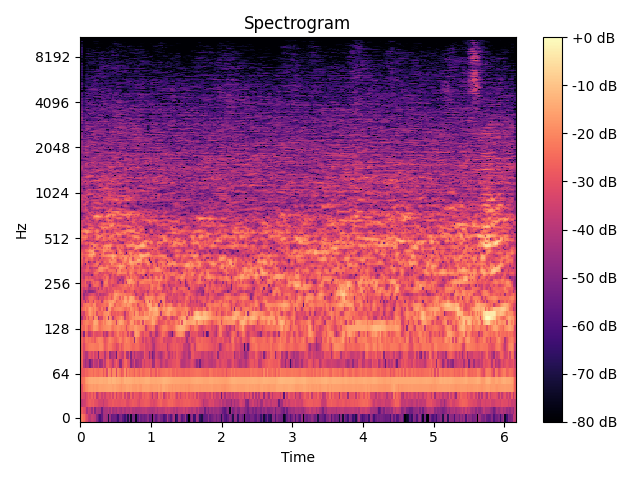 Spectrogram
8192
4096
2048
1024
512
256
128
64
0
Hz
0 1 2 3 4 5 6
Time
+0 dB
-10 dB
-20 dB
-30 dB
-40 dB
-50 dB
-60 dB
-70 dB
-80 dB